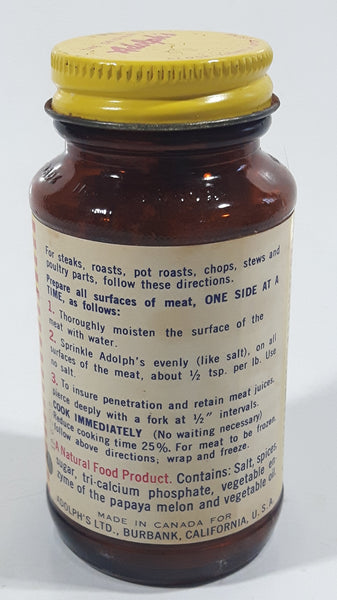 Adolph's
For steaks, roasts, pot roasts, chops, stews and
poultry parts, follow these directions.
Prepare all surfaces of meat, ONE SIDE AT A
TIME, as follows:
1. Thoroughly moisten the surface of the
meat with water.
2. Sprinkle Adolph's evenly (like salt), on all
surfaces of the meat, about ½ tsp. per lb. Use
no salt.
3. To insure penetration and retain meat juices,
pierce deeply with a fork at ½" intervals.
COOK IMMEDIATELY (No waiting necessary)
Reduce cooking time 25%. For meat to be frozen,
follow above directions; wrap and freeze.
A Natural Food Product. Contains: Salt, spices,
sugar, tri-calcium phosphate, vegetable en-
zyme of the papaya melon and vegetable oil.
MADE IN CANADA FOR
ADOLPH'S LTD., BURBANK, CALIFORNIA, U.S.A.